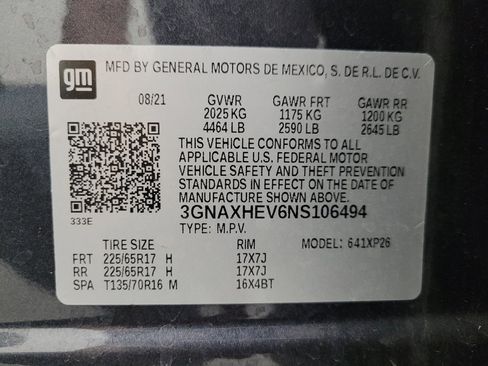 gm
MFD BY GENERAL MOTORS DE MEXICO, S. DE R.L. DE C.V.
08/21 GVWR GAWR FRT GAWR RR
2025 KG 1175 KG 1200 KG
4464 LB 2590 LB 2645 LB
THIS VEHICLE CONFORMS TO ALL
APPLICABLE U.S. FEDERAL MOTOR
VEHICLE SAFETY AND THEFT PREVENTION
STANDARDS IN EFFECT ON THE DATE OF
MANUFACTURE SHOWN ABOVE.
3GNAXHEV6NS106494
333E
TYPE: M.P.V.
TIRE SIZE RIM MODEL: 641XP26
FRT 225/65R17 H 17X7J
RR 225/65R17 H 17X7J
SPA T135/70R16 M 16X4BT